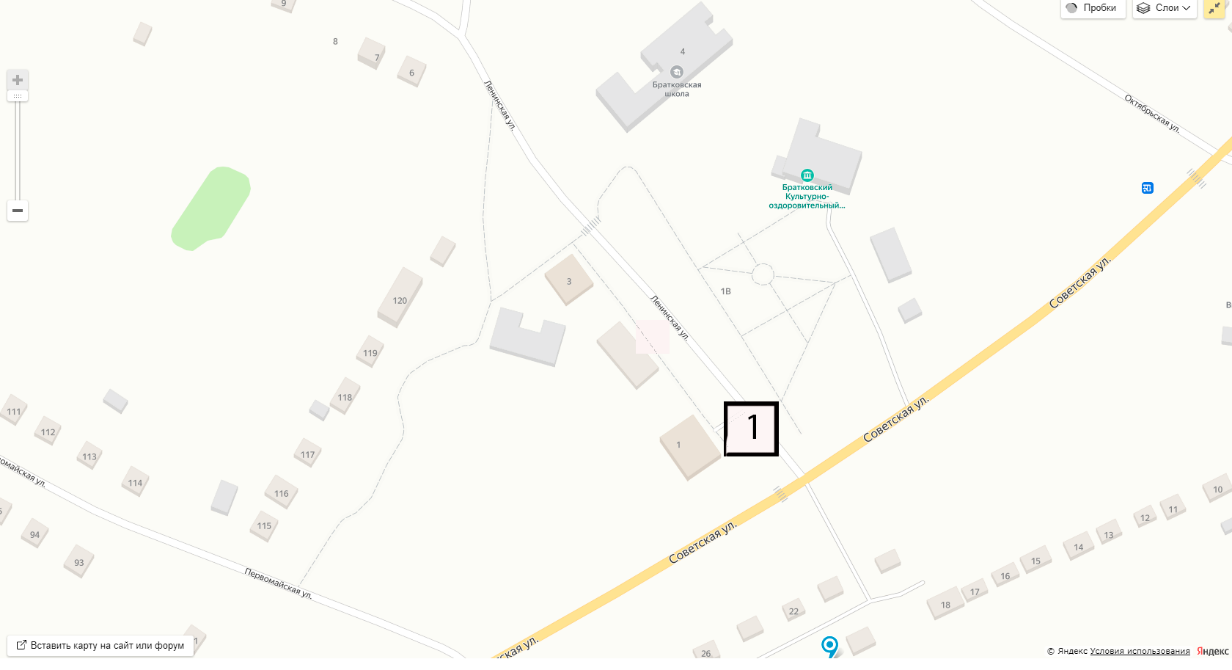 9
Пробки
Слои
8
7
6
4
Братковская
школа
Ленинская ул.
Октябрьская ул.
Братковский
Культурно-
оздоровительный...
Советская ул.
3
120
1В
Ленинская ул.
119
118
111
112
117
1
1
Советская ул.
113
114
116
115
Первомайская ул.
94
93
Советская ул.
10
11
12
13
14
15
16
17
18
22
26
Вставить карту на сайт или форум
© Яндекс Условия использования Яндекс